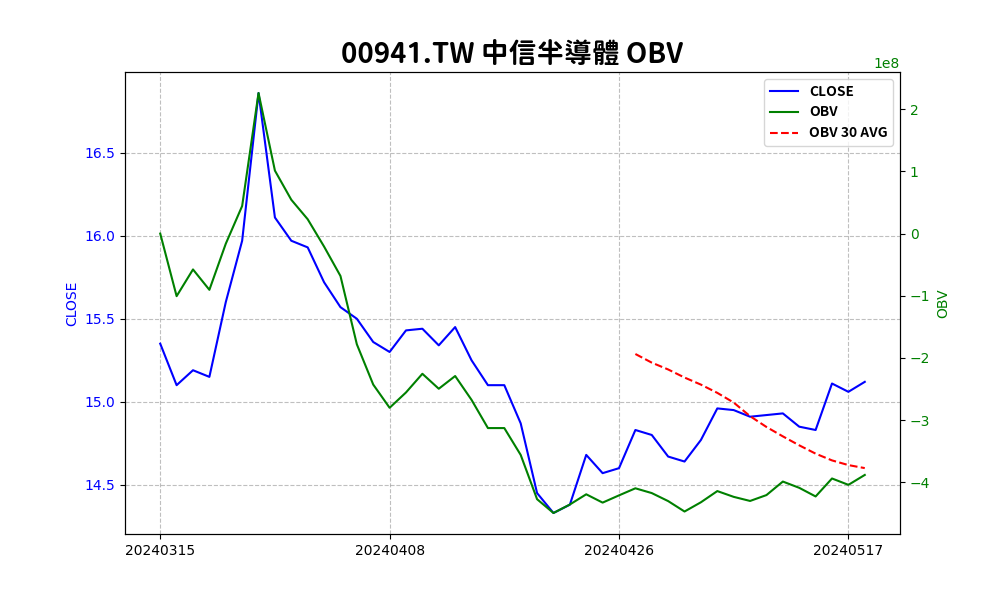 00941.TW 中信半導體 OBV
1e8
CLOSE
OBV
OBV 30 AVG
16.5
16.0
15.5
15.0
14.5
CLOSE
2
1
0
−1
−2
−3
−4
OBV
20240315
20240408
20240426
20240517